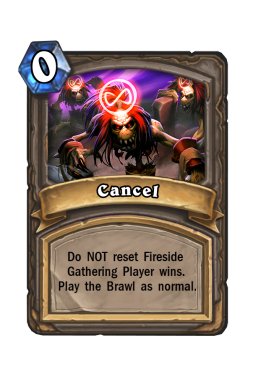 0
Cancel
Do NOT reset Fireside
Gathering Player wins.
Play the Brawl as normal.